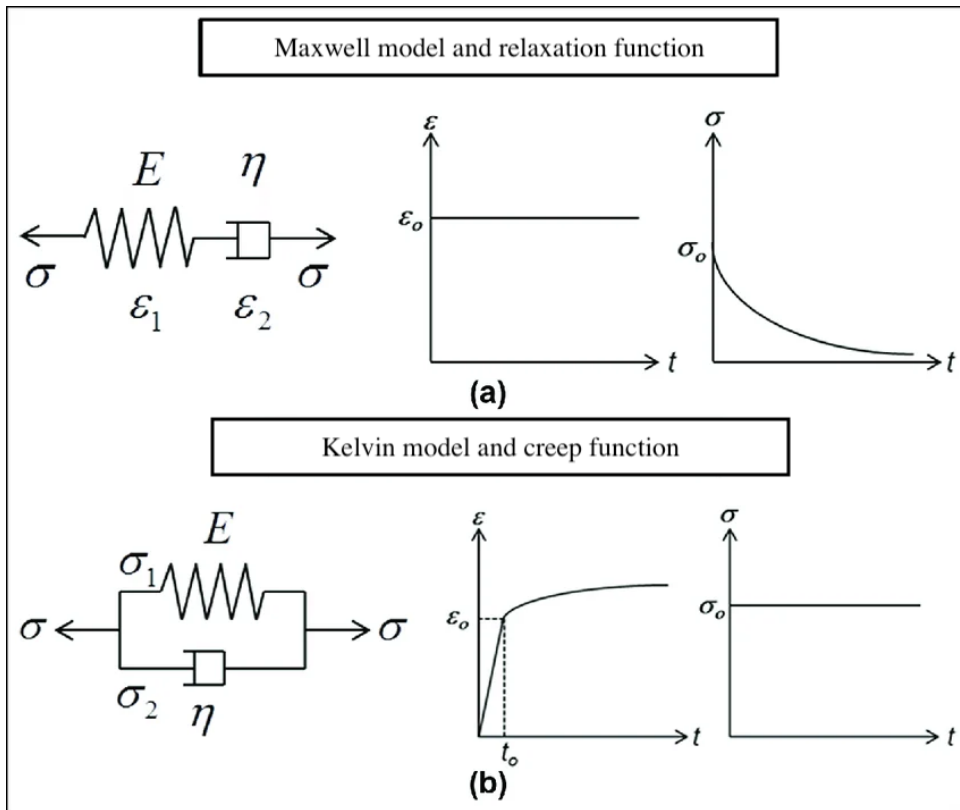 Maxwell model and relaxation function
E
η
σ
σ
ε₁
ε₂
ε
εₒ
t
σ
σₒ
t
(a)
Kelvin model and creep function
E
σ₁
σ
σ
σ₂
η
ε
εₒ
tₒ
t
σ
σₒ
t
(b)